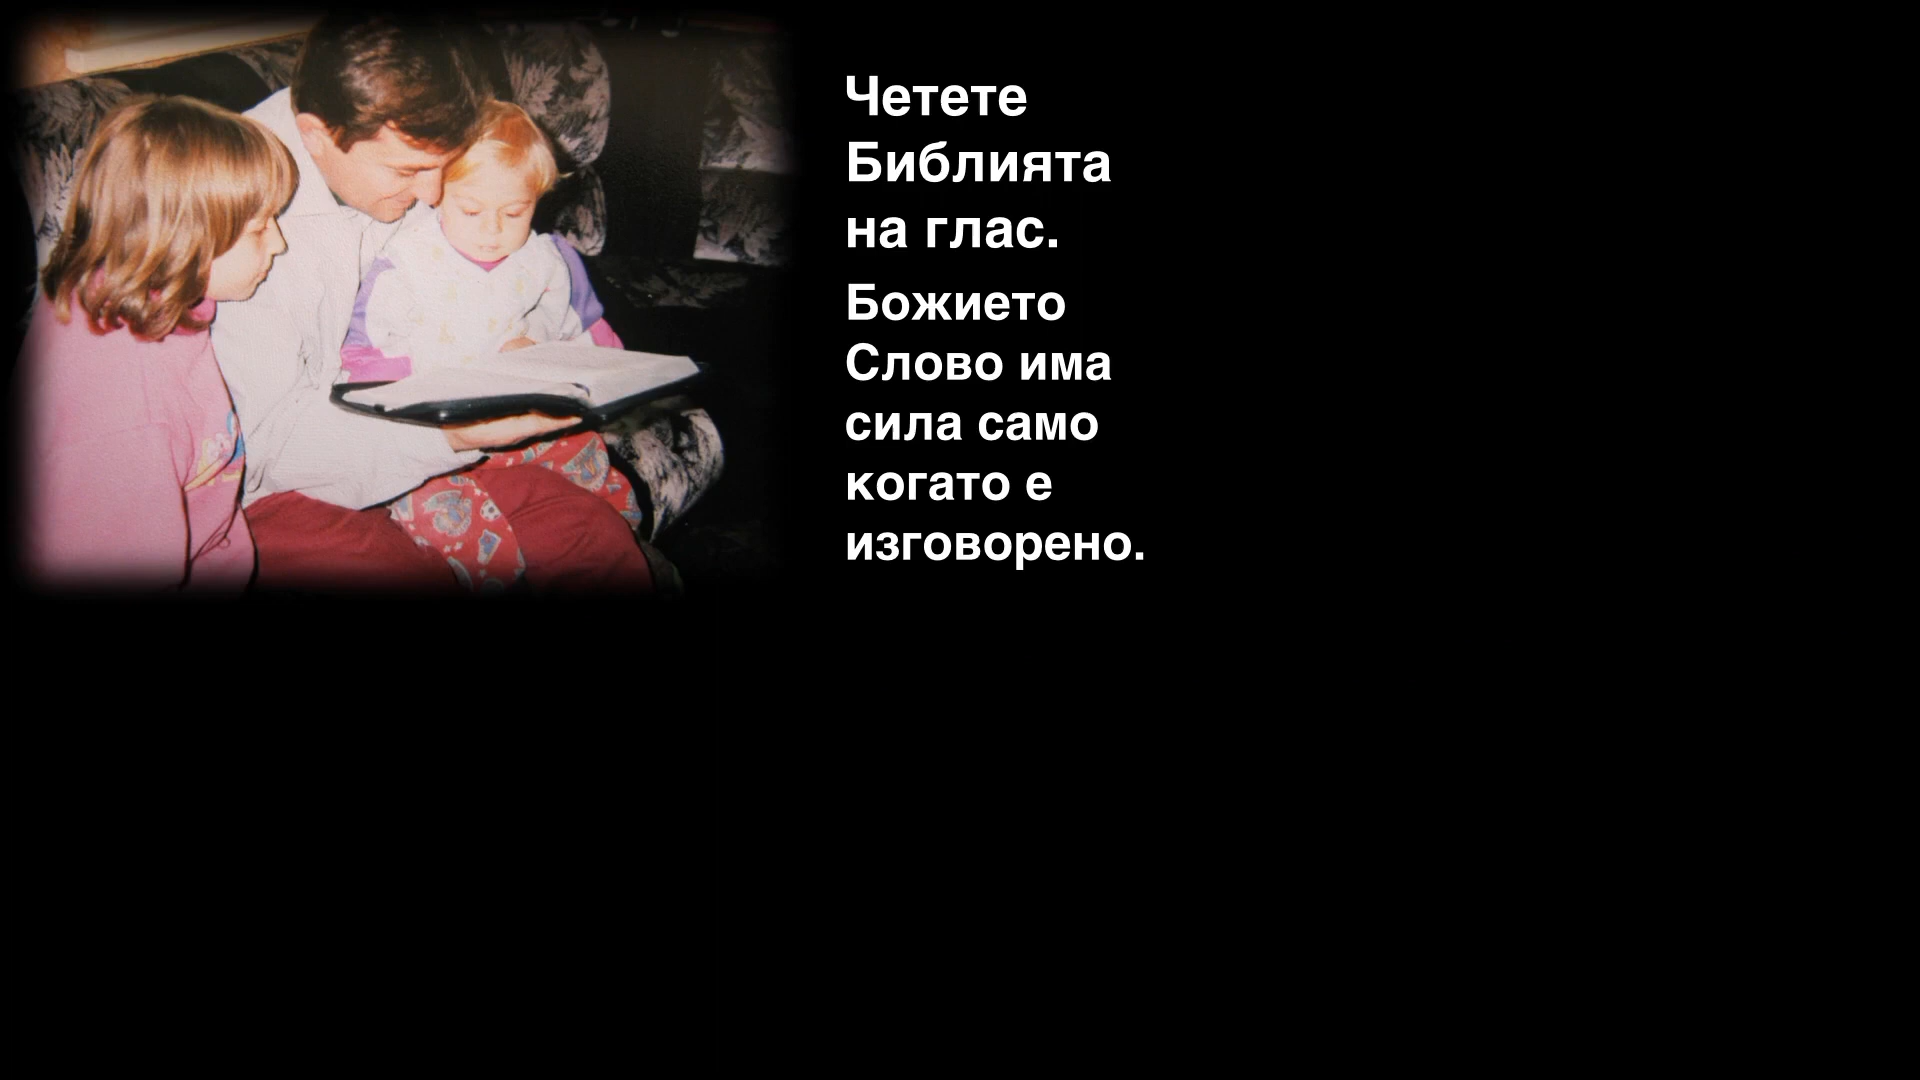 Четете
Библията
на глас.
Божието
Слово има
сила само
когато е
изговорено.